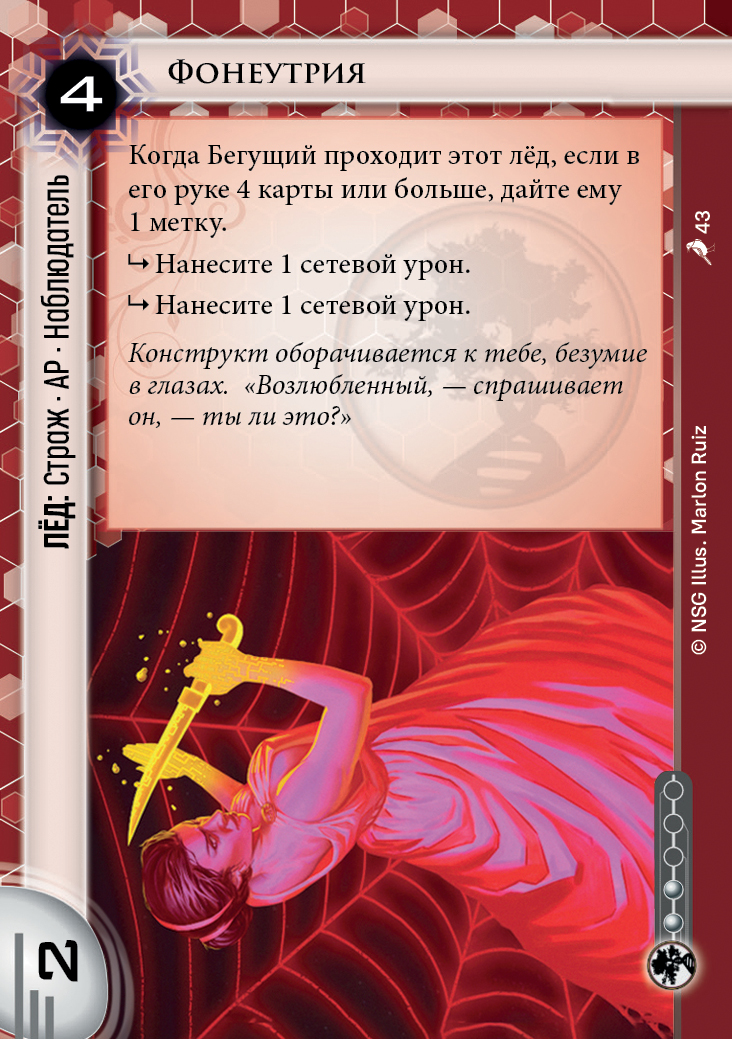 4
Фонеутрия
Когда Бегущий проходит этот лёд, если в
его руке 4 карты или больше, дайте ему
1 метку.
↳ Нанесите 1 сетевой урон.
↳ Нанесите 1 сетевой урон.
Конструкт оборачивается к тебе, безумие
в глазах. «Возлюбленный, — спрашивает
он, — ты ли это?»
ЛЁД: Страж · АР · Наблюдатель
2
43
© NSG Illus. Marlon Ruiz